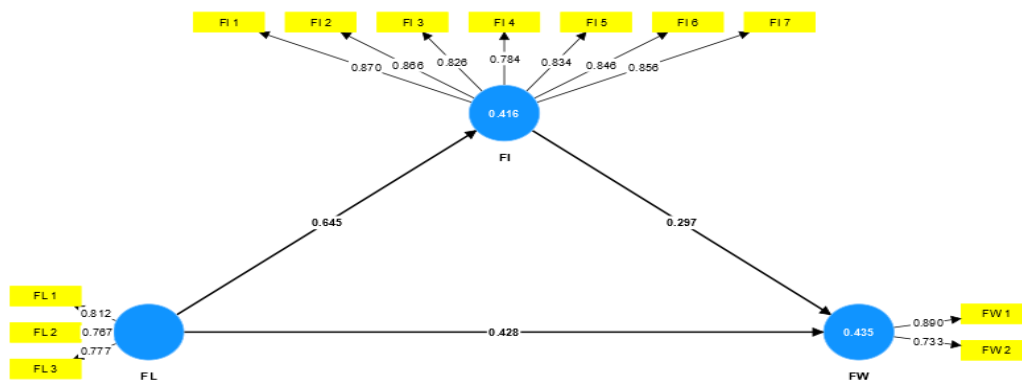 FI 1 FI 2 FI 3 FI 4 FI 5 FI 6 FI 7
0.870 0.866 0.826 0.784 0.834 0.846 0.856
0.416
FI
0.645 0.297
FL 1
0.812
FL 2 0.767
0.777
FL 3
FL
0.428
0.435
FW
0.890 FW 1
0.733 FW 2